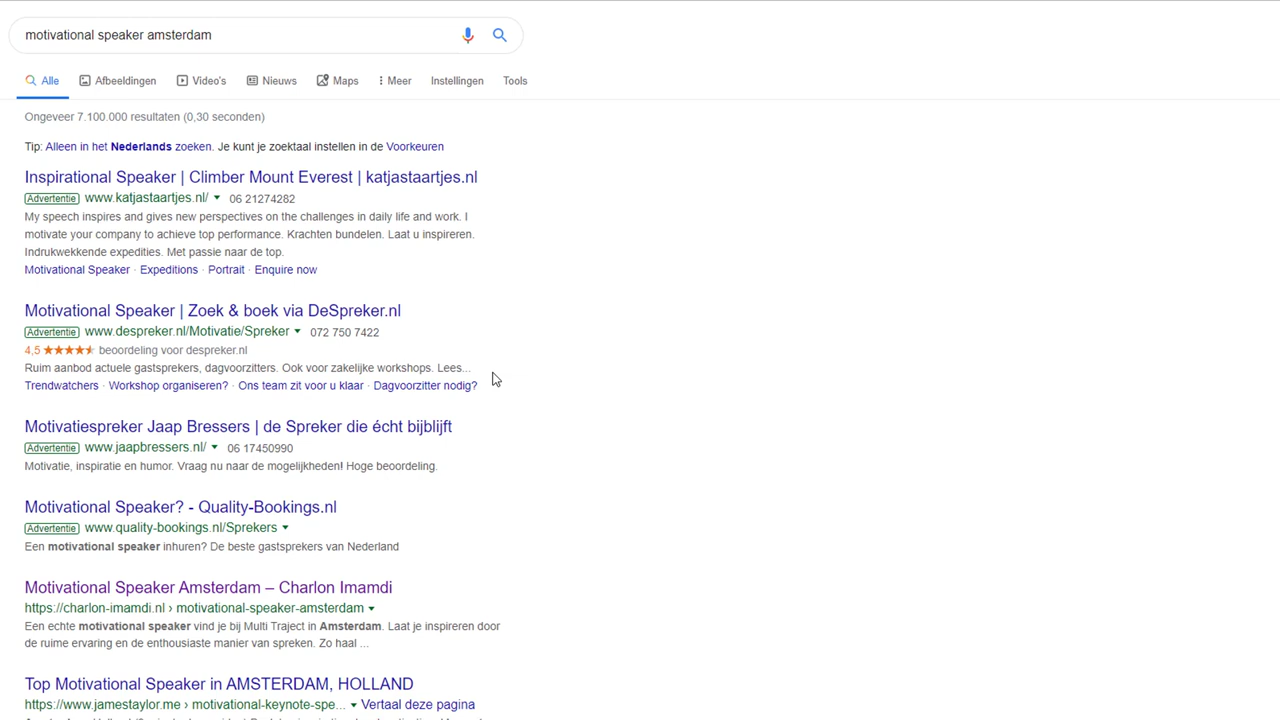 motivational speaker amsterdam
Alle Afbeeldingen Video's Nieuws Maps Meer Instellingen Tools
Ongeveer 7.100.000 resultaten (0,30 seconden)
Tip: Alleen in het Nederlands zoeken. Je kunt je zoektaal instellen in de Voorkeuren
Inspirational Speaker | Climber Mount Everest | katjastaartjes.nl
Advertentie www.katjastaartjes.nl/ 06 21274282
My speech inspires and gives new perspectives on the challenges in daily life and work. I
motivate your company to achieve top performance. Krachten bundelen. Laat u inspireren.
Indrukwekkende expedities. Met passie naar de top.
Motivational Speaker · Expeditions · Portrait · Enquire now
Motivational Speaker | Zoek & boek via DeSpreker.nl
Advertentie www.despreker.nl/Motivatie/Spreker 072 750 7422
4,5 beoordeling voor despreker.nl
Ruim aanbod actuele gastsprekers, dagvoorzitters. Ook voor zakelijke workshops. Lees...
Trendwatchers · Workshop organiseren? · Ons team zit voor u klaar · Dagvoorzitter nodig?
Motivatiespreker Jaap Bressers | de Spreker die écht bijblijft
Advertentie www.jaapbressers.nl/ 06 17450990
Motivatie, inspiratie en humor. Vraag nu naar de mogelijkheden! Hoge beoordeling.
Motivational Speaker? - Quality-Bookings.nl
Advertentie www.quality-bookings.nl/Sprekers
Een motivational speaker inhuren? De beste gastsprekers van Nederland
Motivational Speaker Amsterdam – Charlon Imamdi
https://charlon-imamdi.nl › motivational-speaker-amsterdam
Een echte motivational speaker vind je bij Multi Traject in Amsterdam. Laat je inspireren door
de ruime ervaring en de enthousiaste manier van spreken. Zo haal ...
Top Motivational Speaker in AMSTERDAM, HOLLAND
https://www.jamestaylor.me › motivational-keynote-spe... Vertaal deze pagina